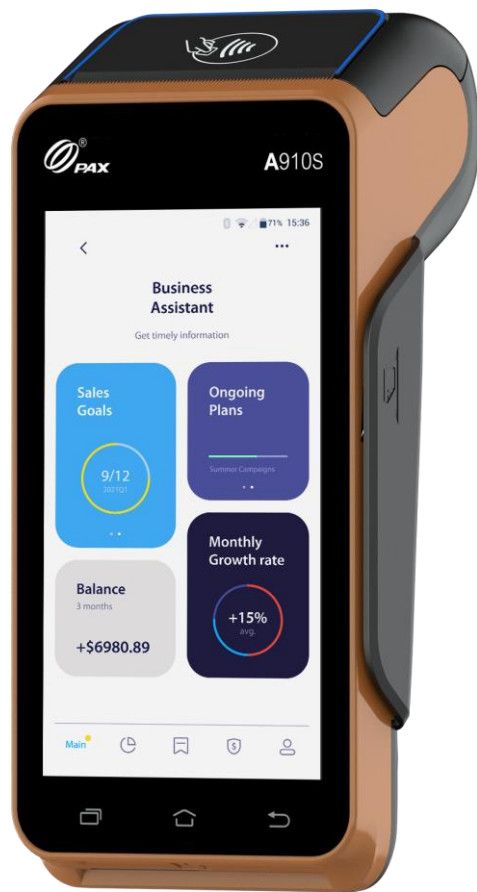 PAX®
A910S
71% 15:36
Business
Assistant
Get timely information
Sales
Goals
9/12
2021Q1
Ongoing
Plans
Summer Campaigns
Monthly
Growth rate
+15%
avg.
Balance
3 months
+$6980.89
Main
$